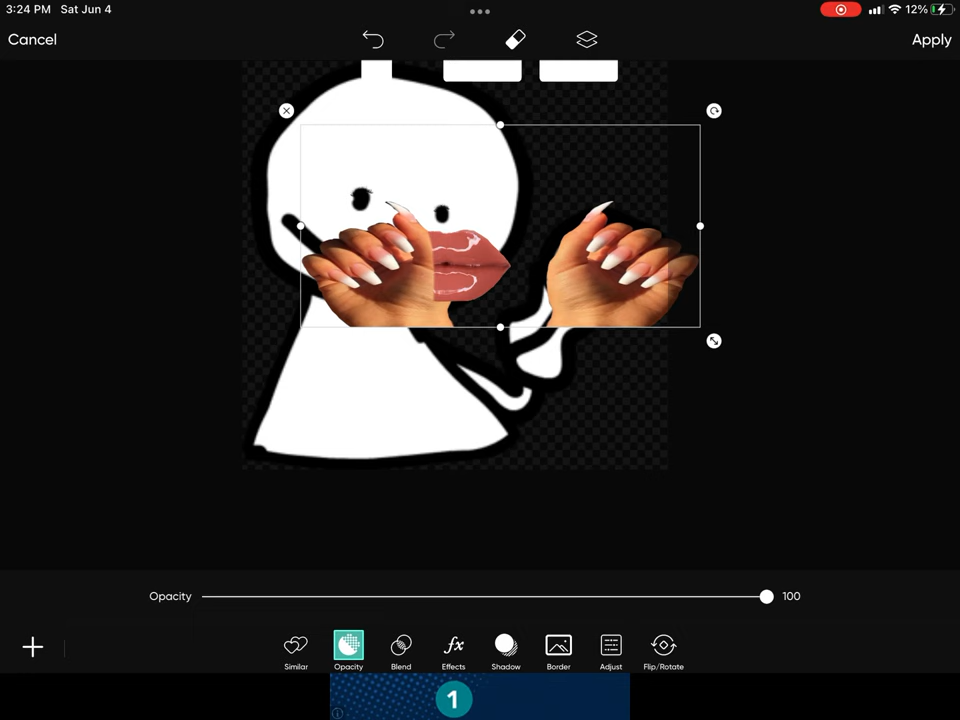 3:24 PM Sat Jun 4
12%
Cancel
Apply
Opacity
100
Similar
Opacity
Blend
fx
Effects
Shadow
Border
Adjust
Flip/Rotate
1